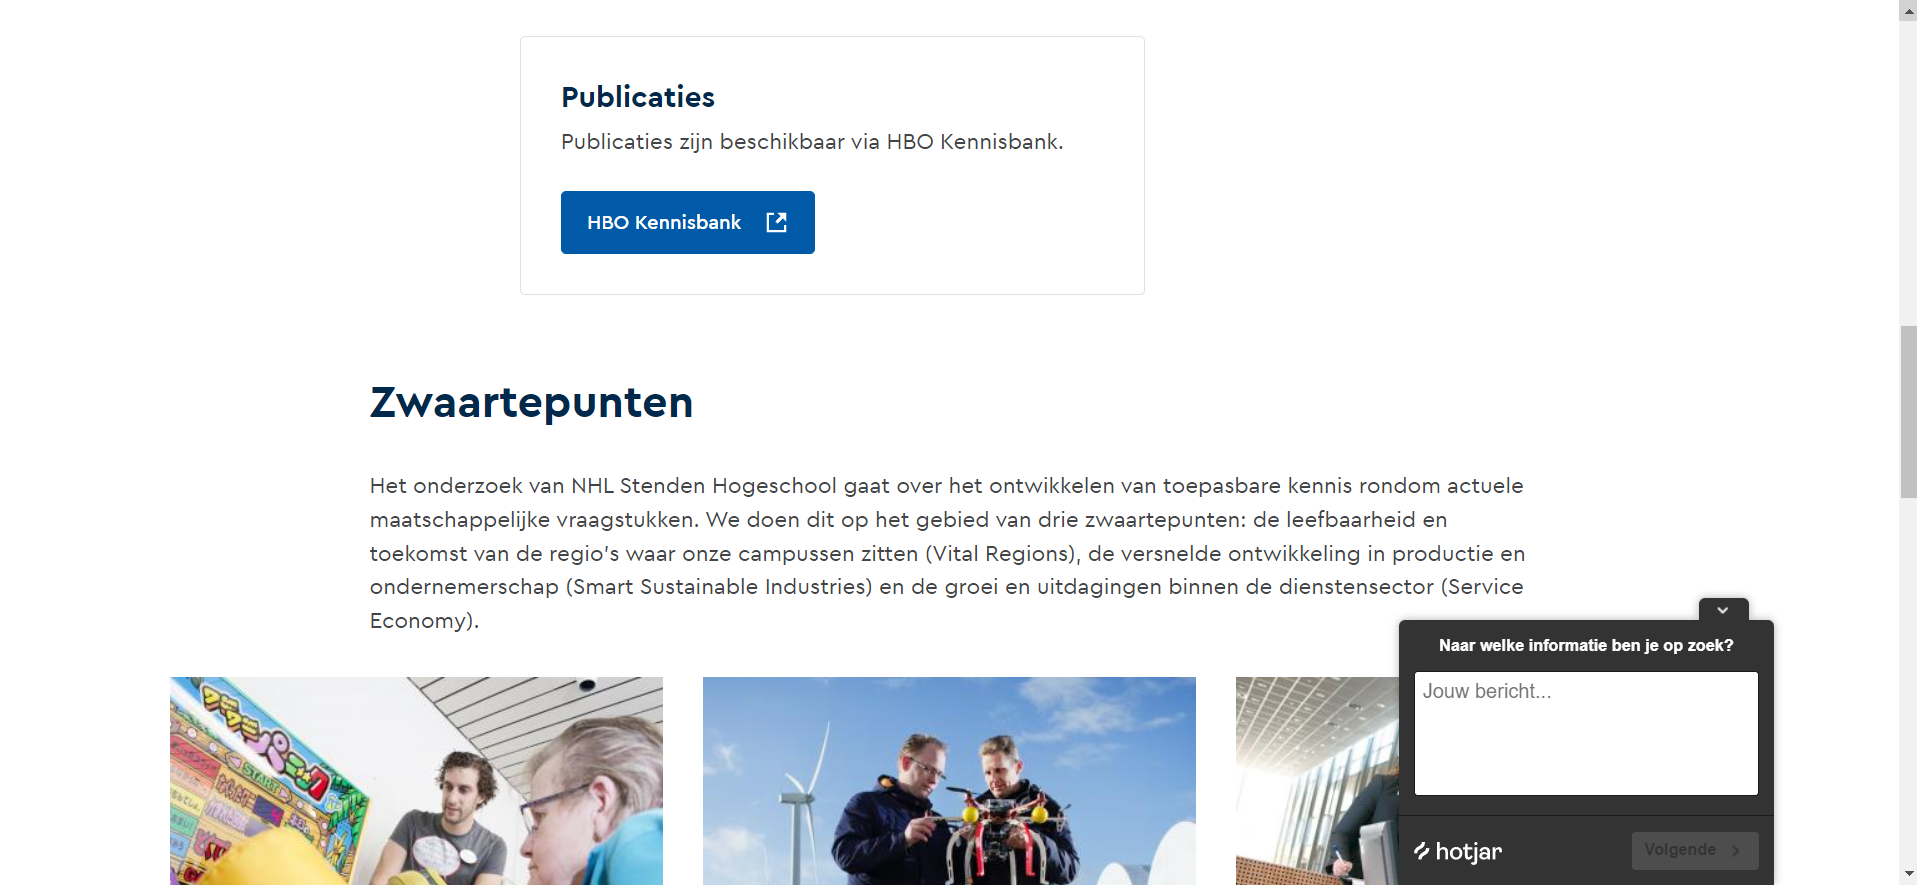 Publicaties
Publicaties zijn beschikbaar via HBO Kennisbank.
HBO Kennisbank
Zwaartepunten
Het onderzoek van NHL Stenden Hogeschool gaat over het ontwikkelen van toepasbare kennis rondom actuele
maatschappelijke vraagstukken. We doen dit op het gebied van drie zwaartepunten: de leefbaarheid en
toekomst van de regio's waar onze campussen zitten (Vital Regions), de versnelde ontwikkeling in productie en
ondernemerschap (Smart Sustainable Industries) en de groei en uitdagingen binnen de dienstensector (Service
Economy).
START
Naar welke informatie ben je op zoek?
Jouw bericht...
hotjar
Volgende